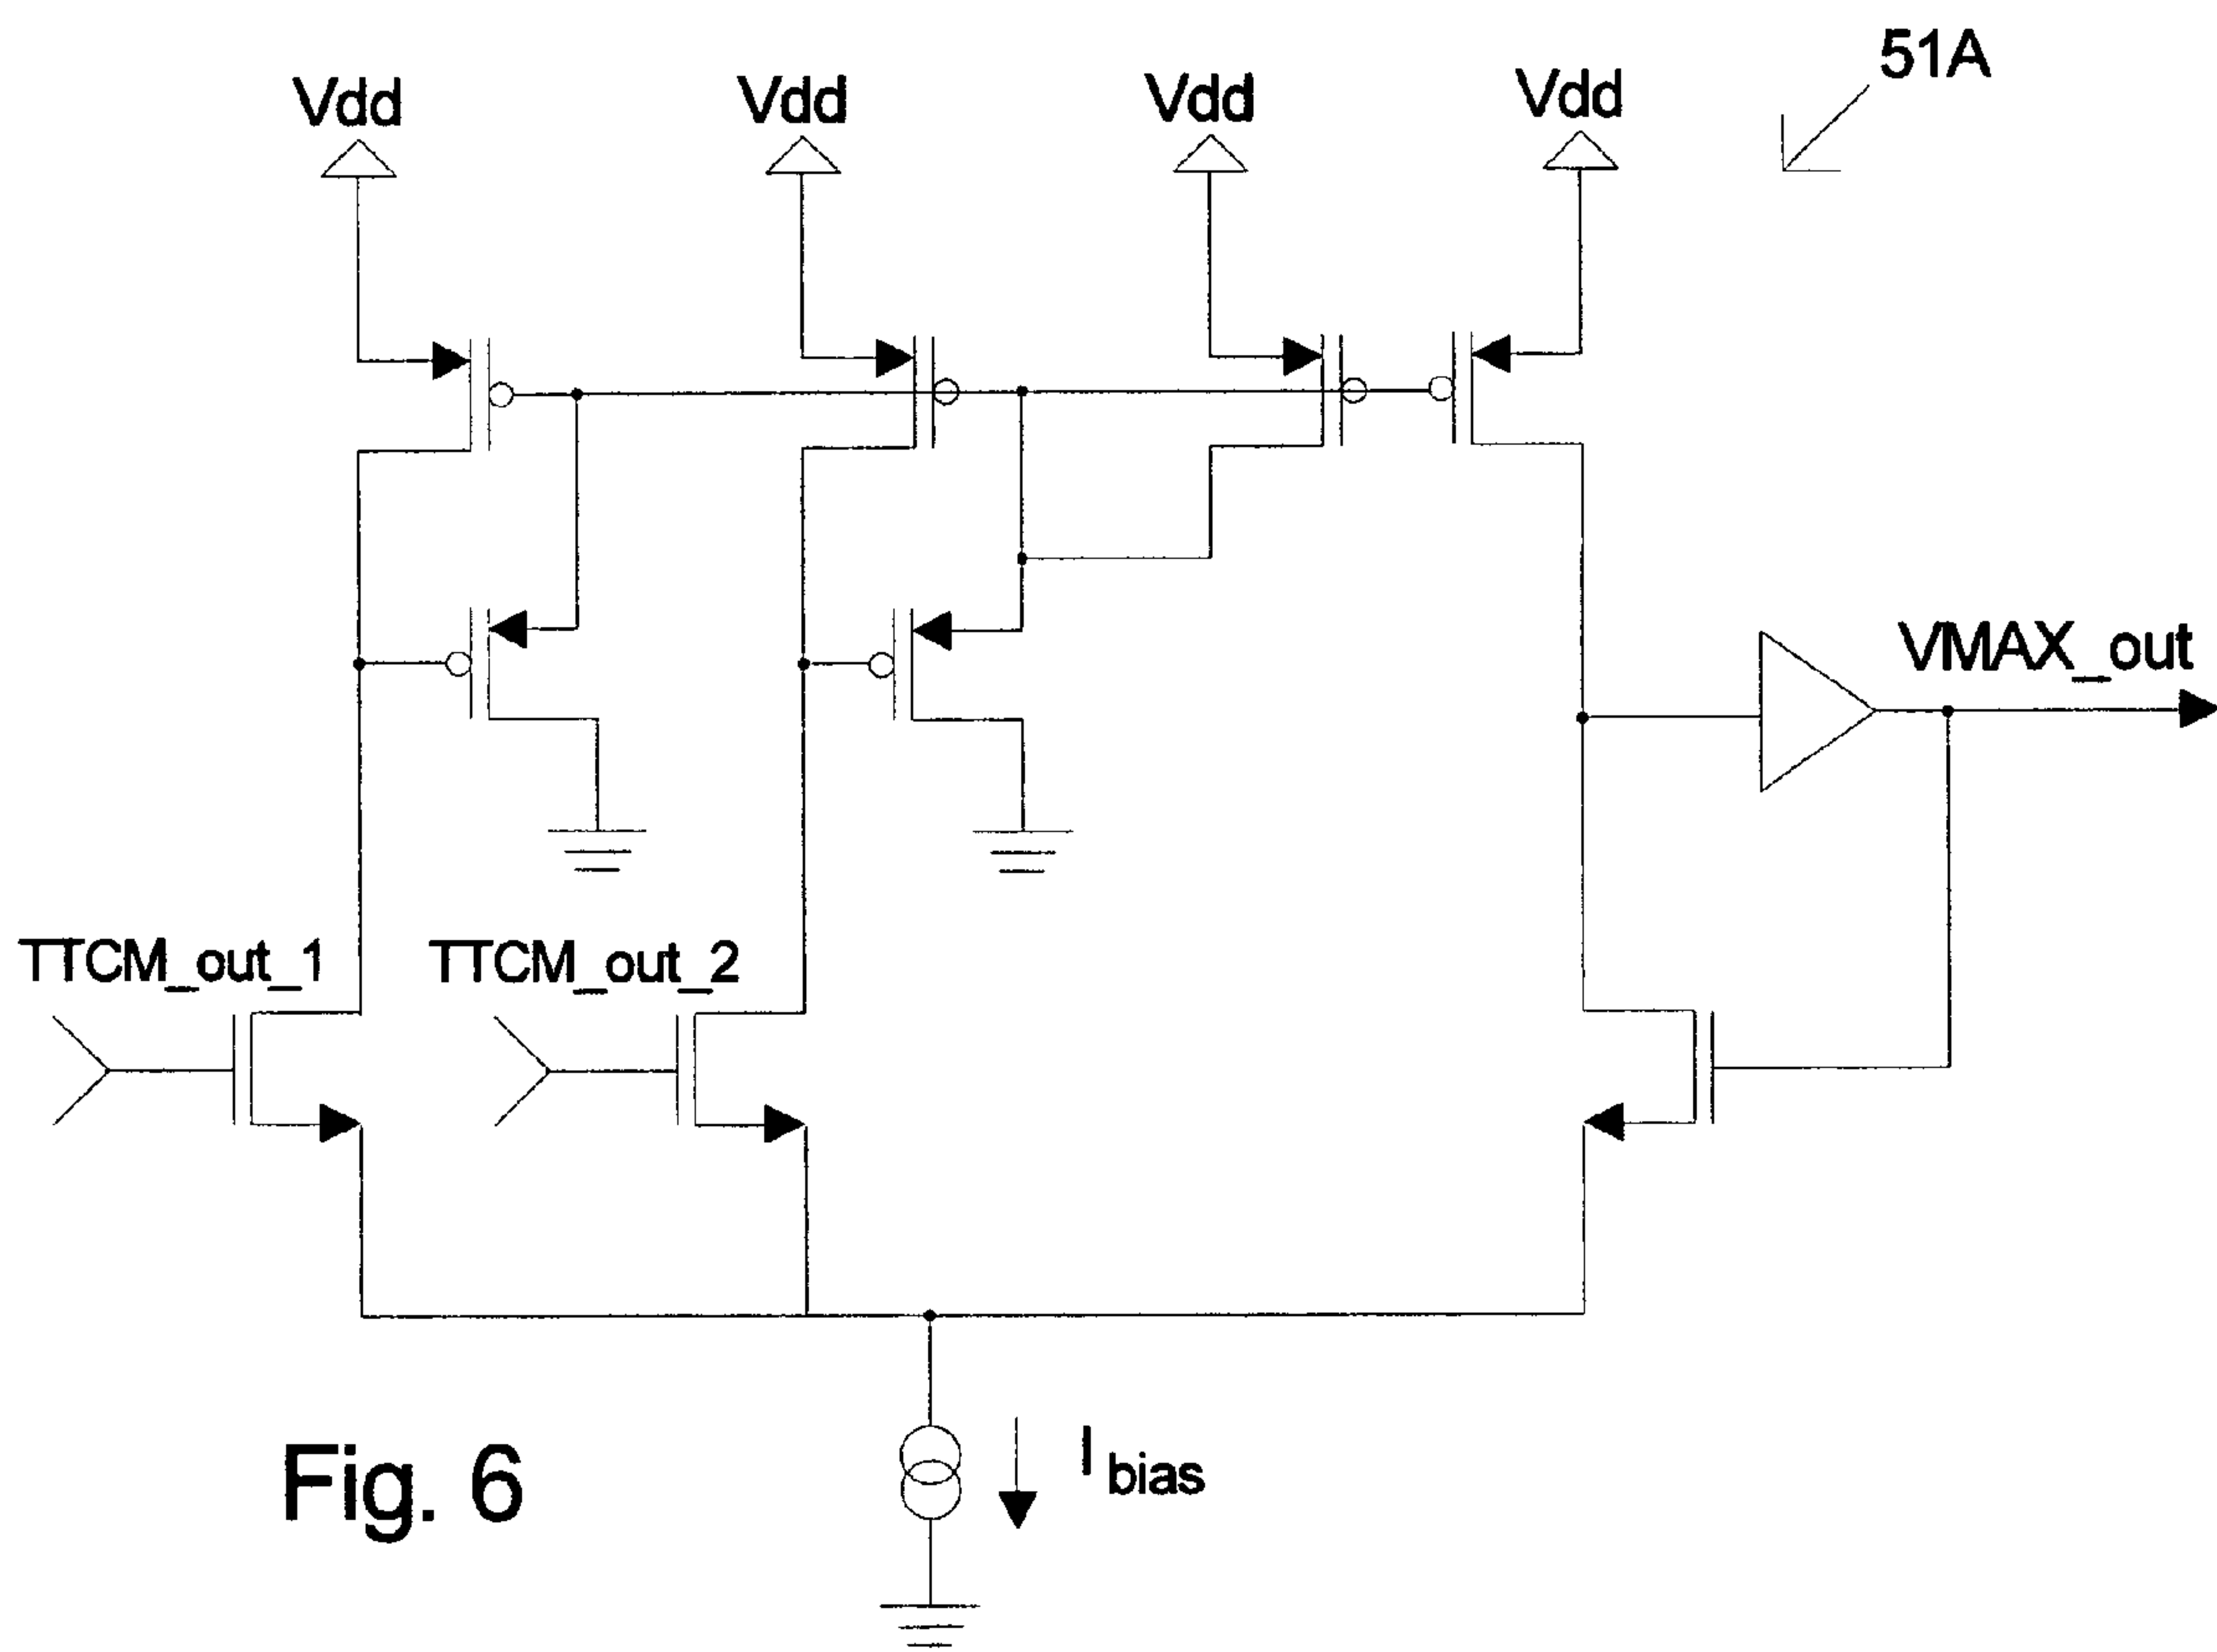 51A
Vdd
Vdd
Vdd
Vdd
VMAX_out
TTCM_out_1
TTCM_out_2
I bias
Fig. 6